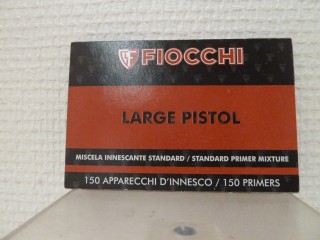 FIOCCHI
LARGE PISTOL
MISCELA INNESCANTE STANDARD / STANDARD PRIMER MIXTURE
150 APPARECCHI D'INNESCO / 150 PRIMERS